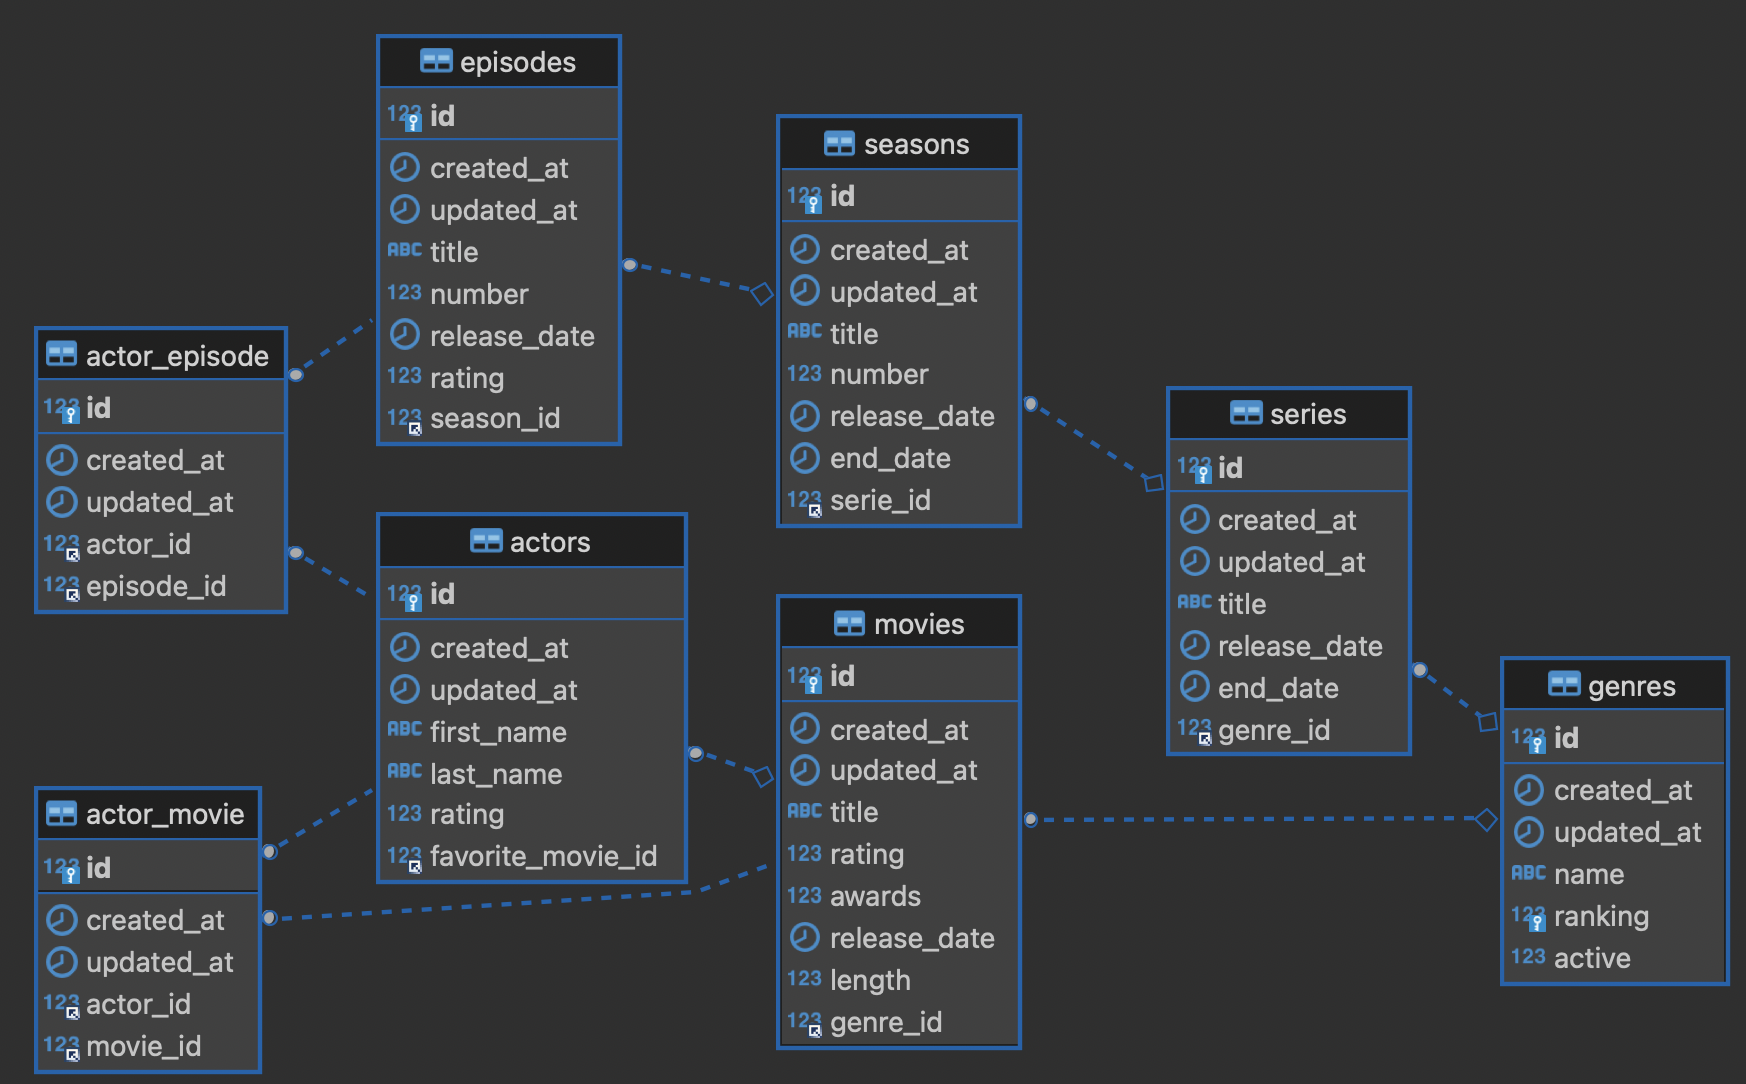 episodes
123 id
created_at
updated_at
ABC title
123 number
release_date
123 rating
123 season_id
seasons
123 id
created_at
updated_at
ABC title
123 number
release_date
end_date
123 serie_id
actor_episode
123 id
created_at
updated_at
123 actor_id
123 episode_id
series
123 id
created_at
updated_at
ABC title
release_date
end_date
123 genre_id
actors
123 id
created_at
updated_at
ABC first_name
ABC last_name
123 rating
123 favorite_movie_id
movies
123 id
created_at
updated_at
ABC title
123 rating
123 awards
release_date
123 length
123 genre_id
genres
123 id
created_at
updated_at
ABC name
123 ranking
123 active
actor_movie
123 id
created_at
updated_at
123 actor_id
123 movie_id